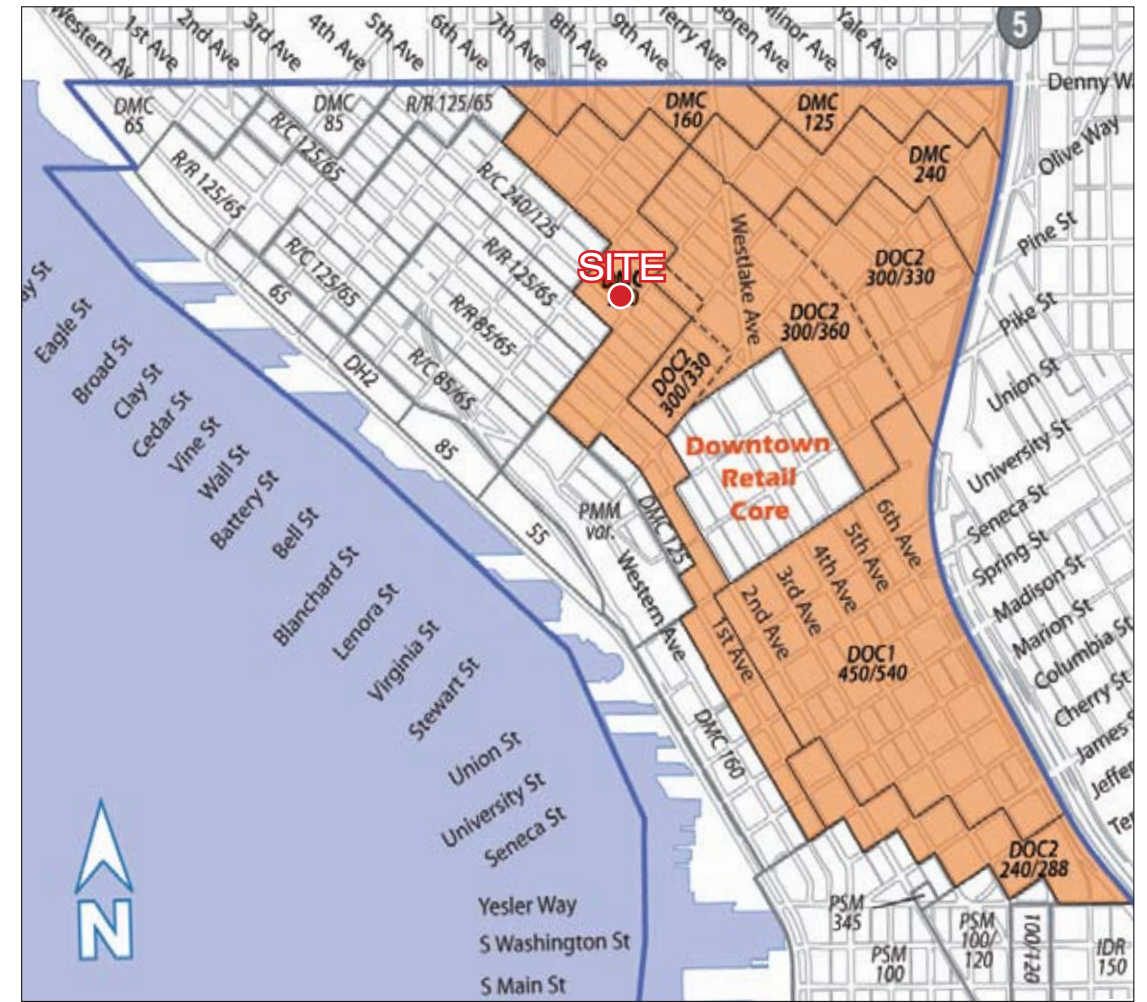 Western Av
1st Ave
2nd Ave
3rd Ave
4th Ave
5th Ave
6th Ave
7th Ave
8th Ave
9th Ave
Terry Ave
Minor Ave
Yale Ave
5
Denny W
Olive Way
Pine St
Pike St
Union St
University St
Seneca St
Spring St
Madison St
Marion St
Columbia St
Cherry St
James S
DMC
65
DMC
85
R/R 125/65
R/C 125/65
R/R 125/65
R/C 240/125
R/C 125/65
R/R 125/65
R/R 85/65
R/C 85/65
65
DH2
85
55
DMC
160
DMC
125
DMC
240
SITE
Westlake Ave
DOC2
300/330
DOC2
300/360
DOC2
300/330
Downtown
Retail
Core
PMM
var.
DMC 125
Western Ave
6th Ave
5th Ave
4th Ave
3rd Ave
2nd Ave
1st Ave
DOC1
450/540
DMC 160
DOC2
240/288
PSM
345
PSM
100
PSM
100/
120
100/120
IDR
150
Eagle St
Broad St
Clay St
Cedar St
Vine St
Wall St
Battery St
Bell St
Blanchard St
Lenora St
Virginia St
Stewart St
Union St
University St
Seneca St
Yesler Way
S Washington St
S Main St
N